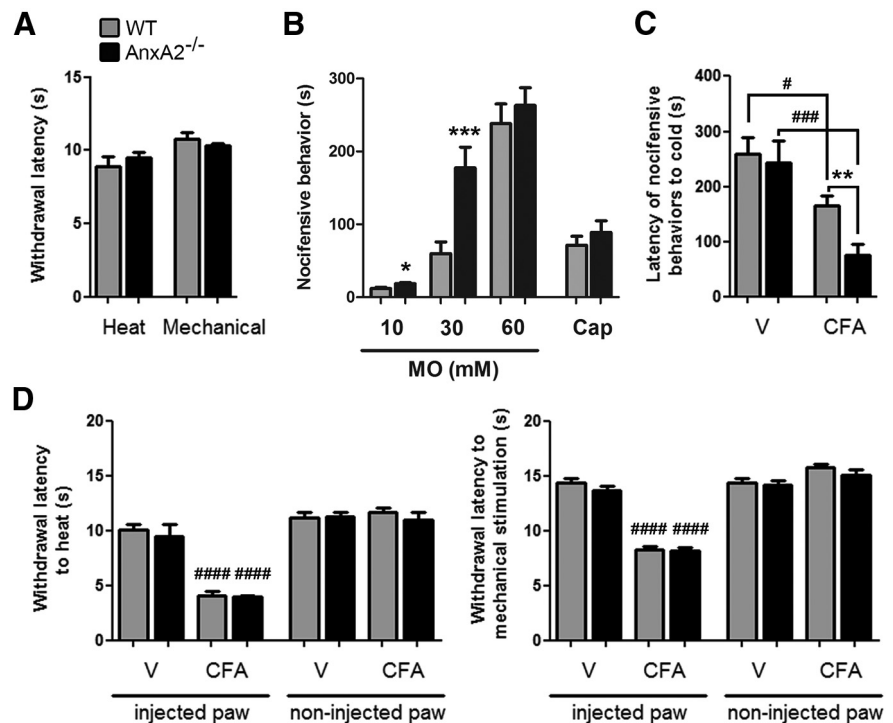 A
WT
AnxA2-/-
Withdrawal latency (s)
15
10
5
0
Heat
Mechanical
B
Nocifensive behavior (s)
300
200
100
0
*
***
10
30
60
Cap
MO (mM)
C
Latency of nocifensive
behaviors to cold (s)
400
300
200
100
0
#
###
**
V
CFA
D
Withdrawal latency
to heat (s)
20
15
10
5
0
####
####
V
CFA
V
CFA
injected paw
non-injected paw
Withdrawal latency to
mechanical stimulation (s)
20
15
10
5
0
####
####
V
CFA
V
CFA
injected paw
non-injected paw